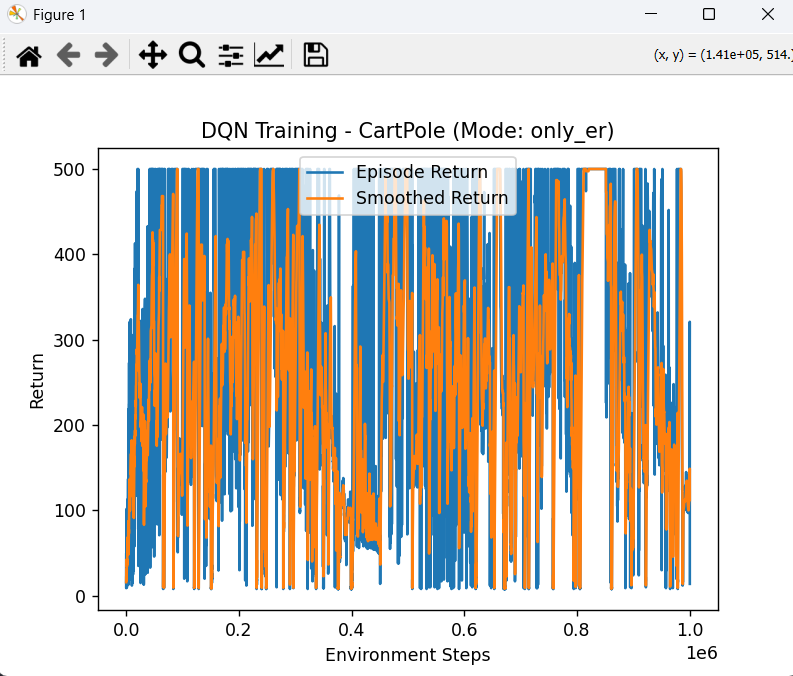 Figure 1
(x, y) = (1.41e+05, 514.)
DQN Training - CartPole (Mode: only_er)
Episode Return
Smoothed Return
500
400
300
200
100
0
Return
0.0 0.2 0.4 0.6 0.8 1.0
1e6
Environment Steps